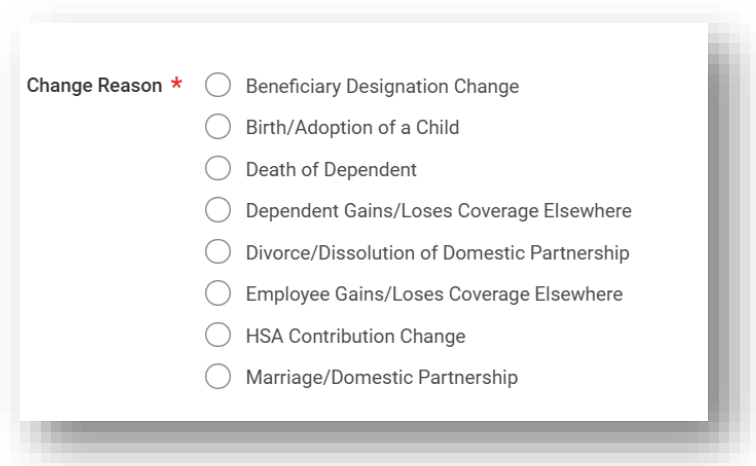 Change Reason * Beneficiary Designation Change
Birth/Adoption of a Child
Death of Dependent
Dependent Gains/Loses Coverage Elsewhere
Divorce/Dissolution of Domestic Partnership
Employee Gains/Loses Coverage Elsewhere
HSA Contribution Change
Marriage/Domestic Partnership